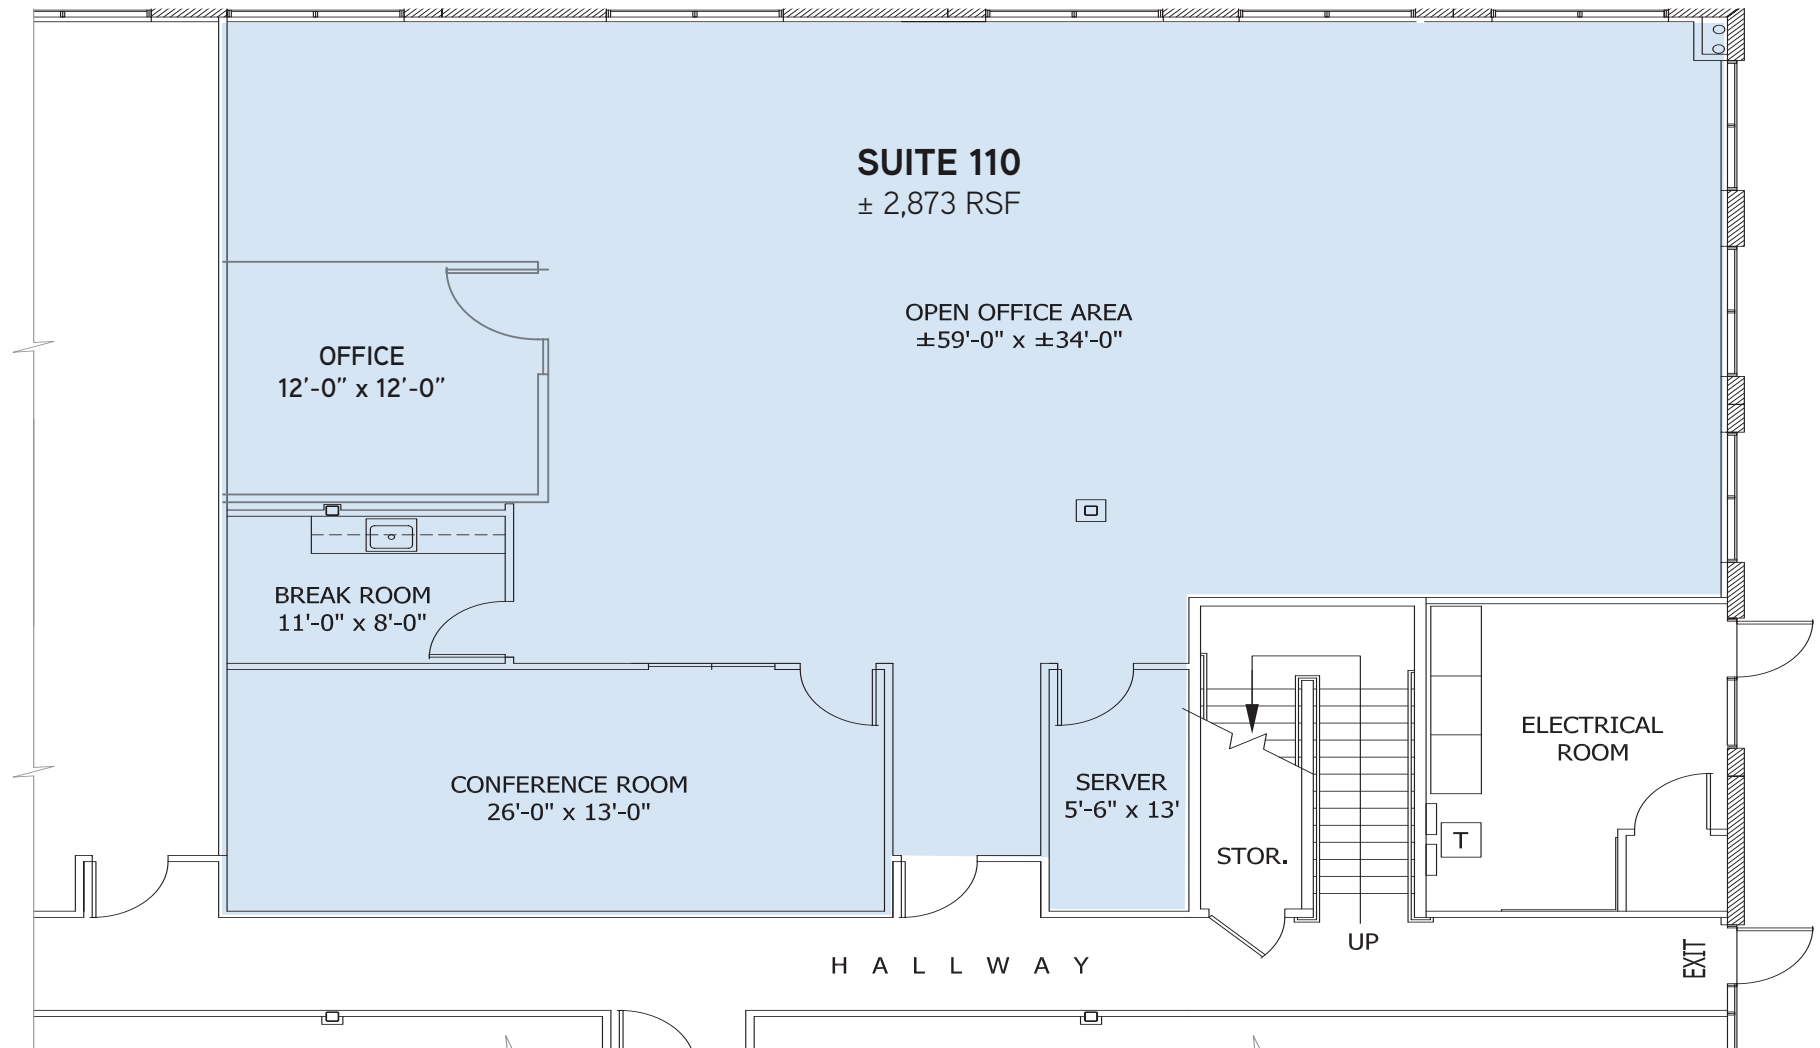 SUITE 110
± 2,873 RSF
OPEN OFFICE AREA
±59'-0" x ±34'-0"
OFFICE
12’-0” x 12’-0”
BREAK ROOM
11'-0" x 8'-0"
CONFERENCE ROOM
26'-0" x 13'-0"
SERVER
5'-6" x 13'
STOR.
UP
T
ELECTRICAL
ROOM
HALLWAY
EXIT